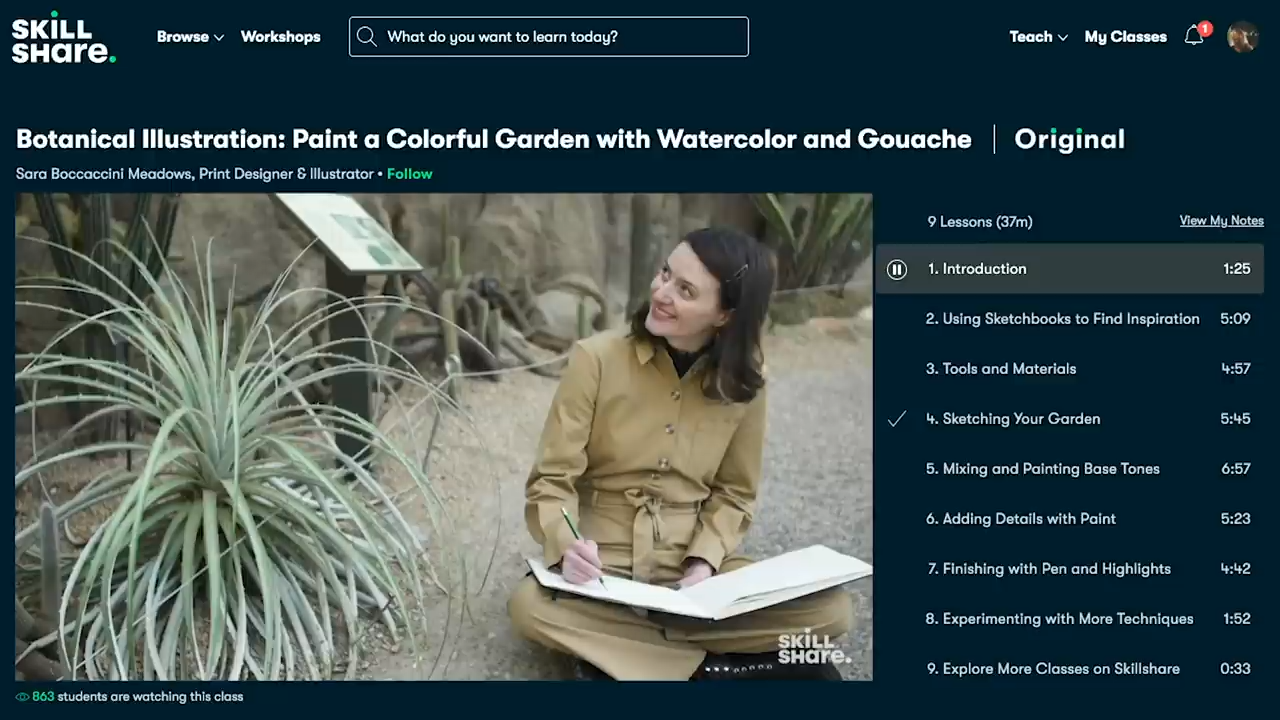 SKILL SHARE.
Browse
Workshops
What do you want to learn today?
Teach
My Classes
1
Botanical Illustration: Paint a Colorful Garden with Watercolor and Gouache | Original
Sara Boccaccini Meadows, Print Designer & Illustrator • Follow
9 Lessons (37m)
View My Notes
1. Introduction 1:25
2. Using Sketchbooks to Find Inspiration 5:09
3. Tools and Materials 4:57
4. Sketching Your Garden 5:45
5. Mixing and Painting Base Tones 6:57
6. Adding Details with Paint 5:23
7. Finishing with Pen and Highlights 4:42
8. Experimenting with More Techniques 1:52
9. Explore More Classes on Skillshare 0:33
SKILL SHARE.
863 students are watching this class